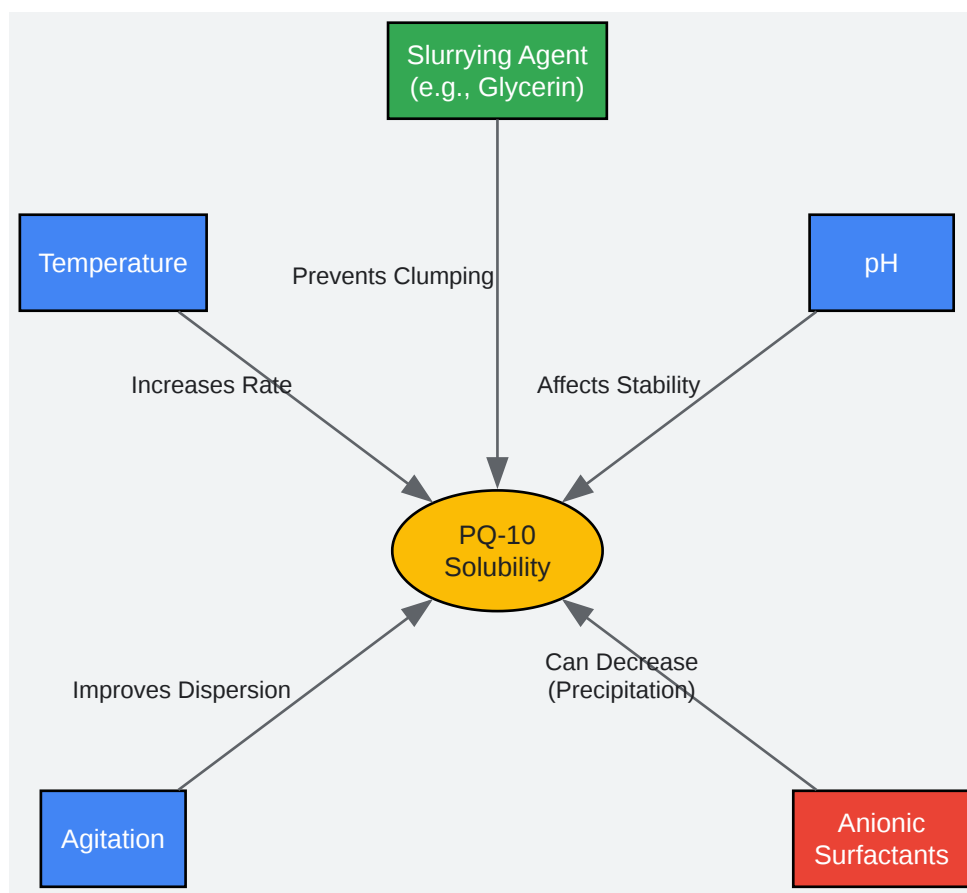 Slurrying Agent
(e.g., Glycerin)
Temperature
pH
Prevents Clumping
Increases Rate
Affects Stability
PQ-10
Solubility
Can Decrease
(Precipitation)
Improves Dispersion
Agitation
Anionic
Surfactants